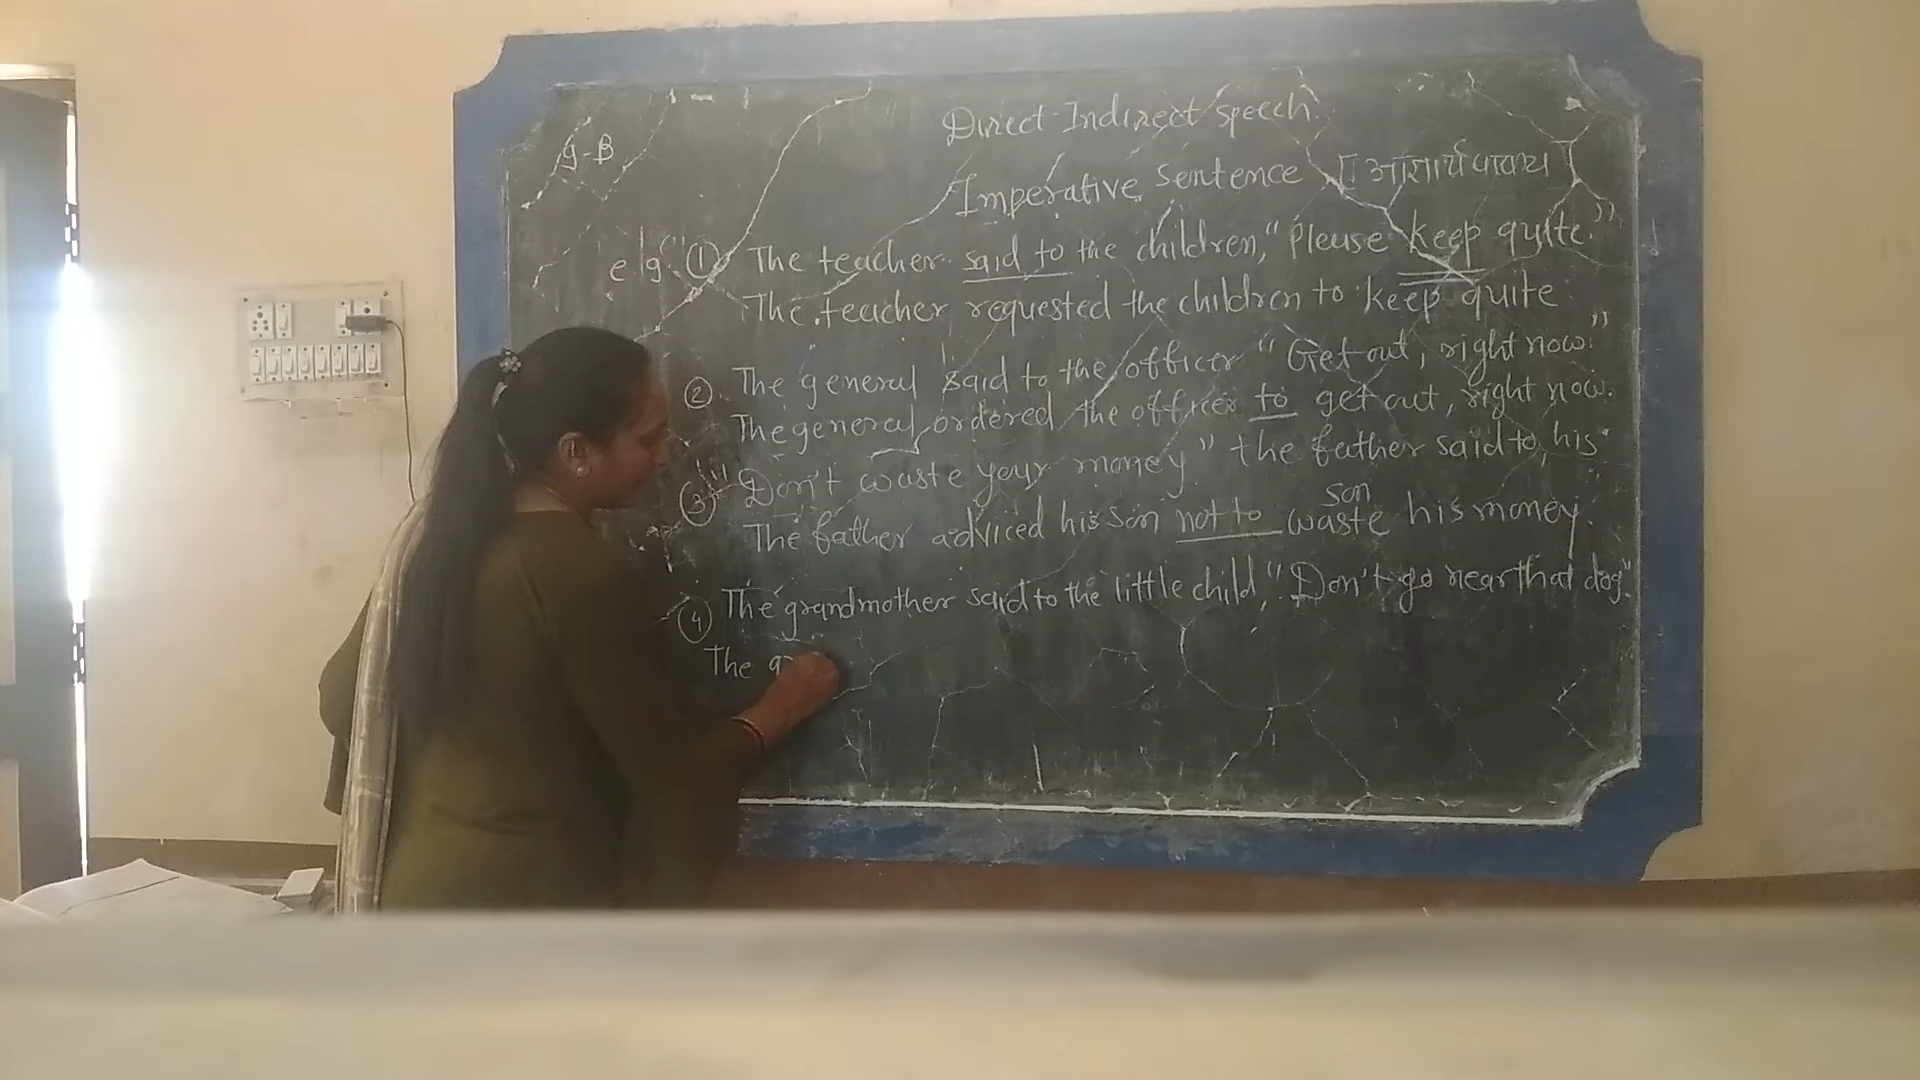 9-B
Direct-Indirect speech.
Imperative Sentence [आज्ञार्थ वाक्य]
e.g. (1) The teacher said to the children, "Please keep quite."
The teacher requested the children to keep quite
(2) The general said to the officer "Get out, right now."
The general ordered the officer to get out, right now.
(3) "Don't waste your money" the father said to his
son
The father adviced his son not to waste his money.
(4) The grandmother said to the little child, "Don't go near that dog."
The